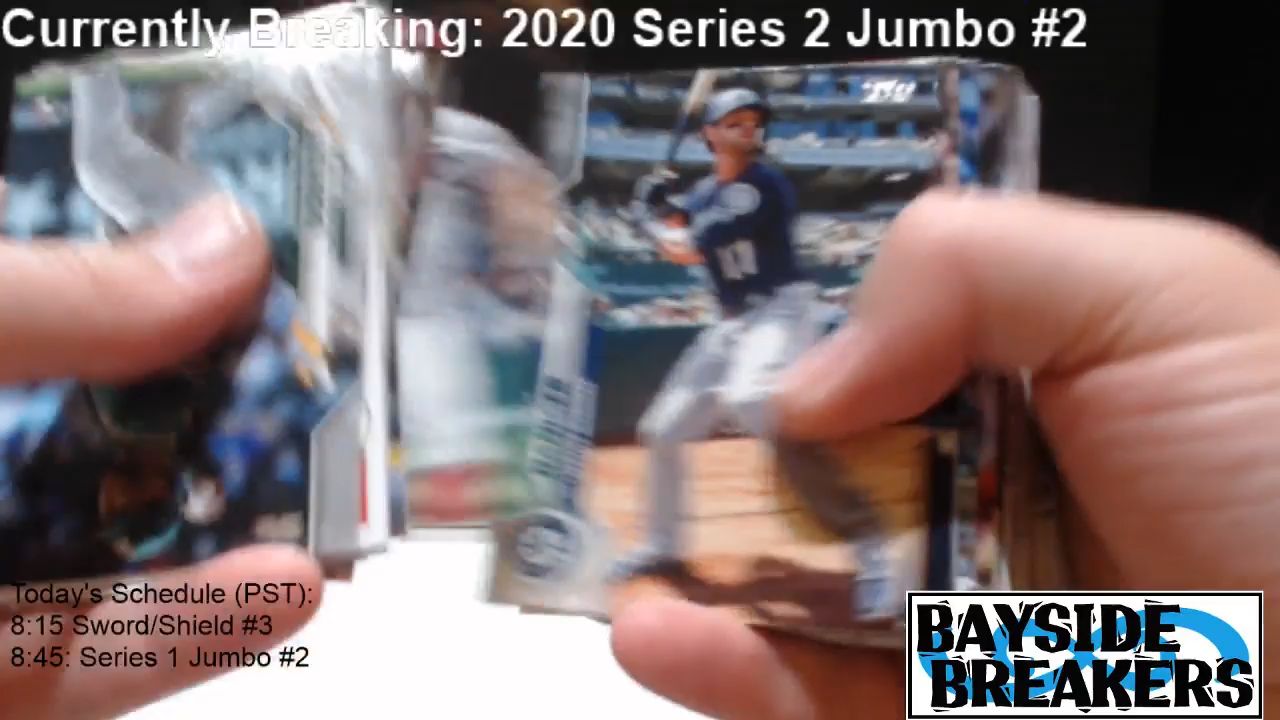 Currently Breaking: 2020 Series 2 Jumbo #2
Today's Schedule (PST):
8:15 Sword/Shield #3
8:45: Series 1 Jumbo #2
BAYSIDE
BREAKERS